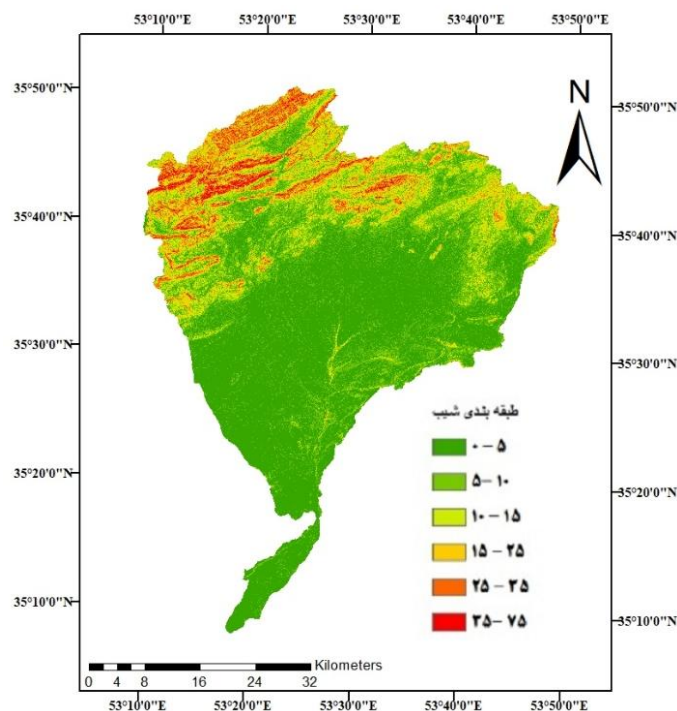 53°10'0"E 53°20'0"E 53°30'0"E 53°40'0"E 53°50'0"E
35°50'0"N 35°50'0"N
N
35°40'0"N 35°40'0"N
35°30'0"N 35°30'0"N
طبقه بندی شیب
۰ – ۵
۵ – ۱۰
35°20'0"N 35°20'0"N
۱۰ – ۱۵
۱۵ – ۲۵
۲۵ – ۳۵
35°10'0"N 35°10'0"N
۳۵ – ۷۵
Kilometers
0 4 8 16 24 32
53°10'0"E 53°20'0"E 53°30'0"E 53°40'0"E 53°50'0"E